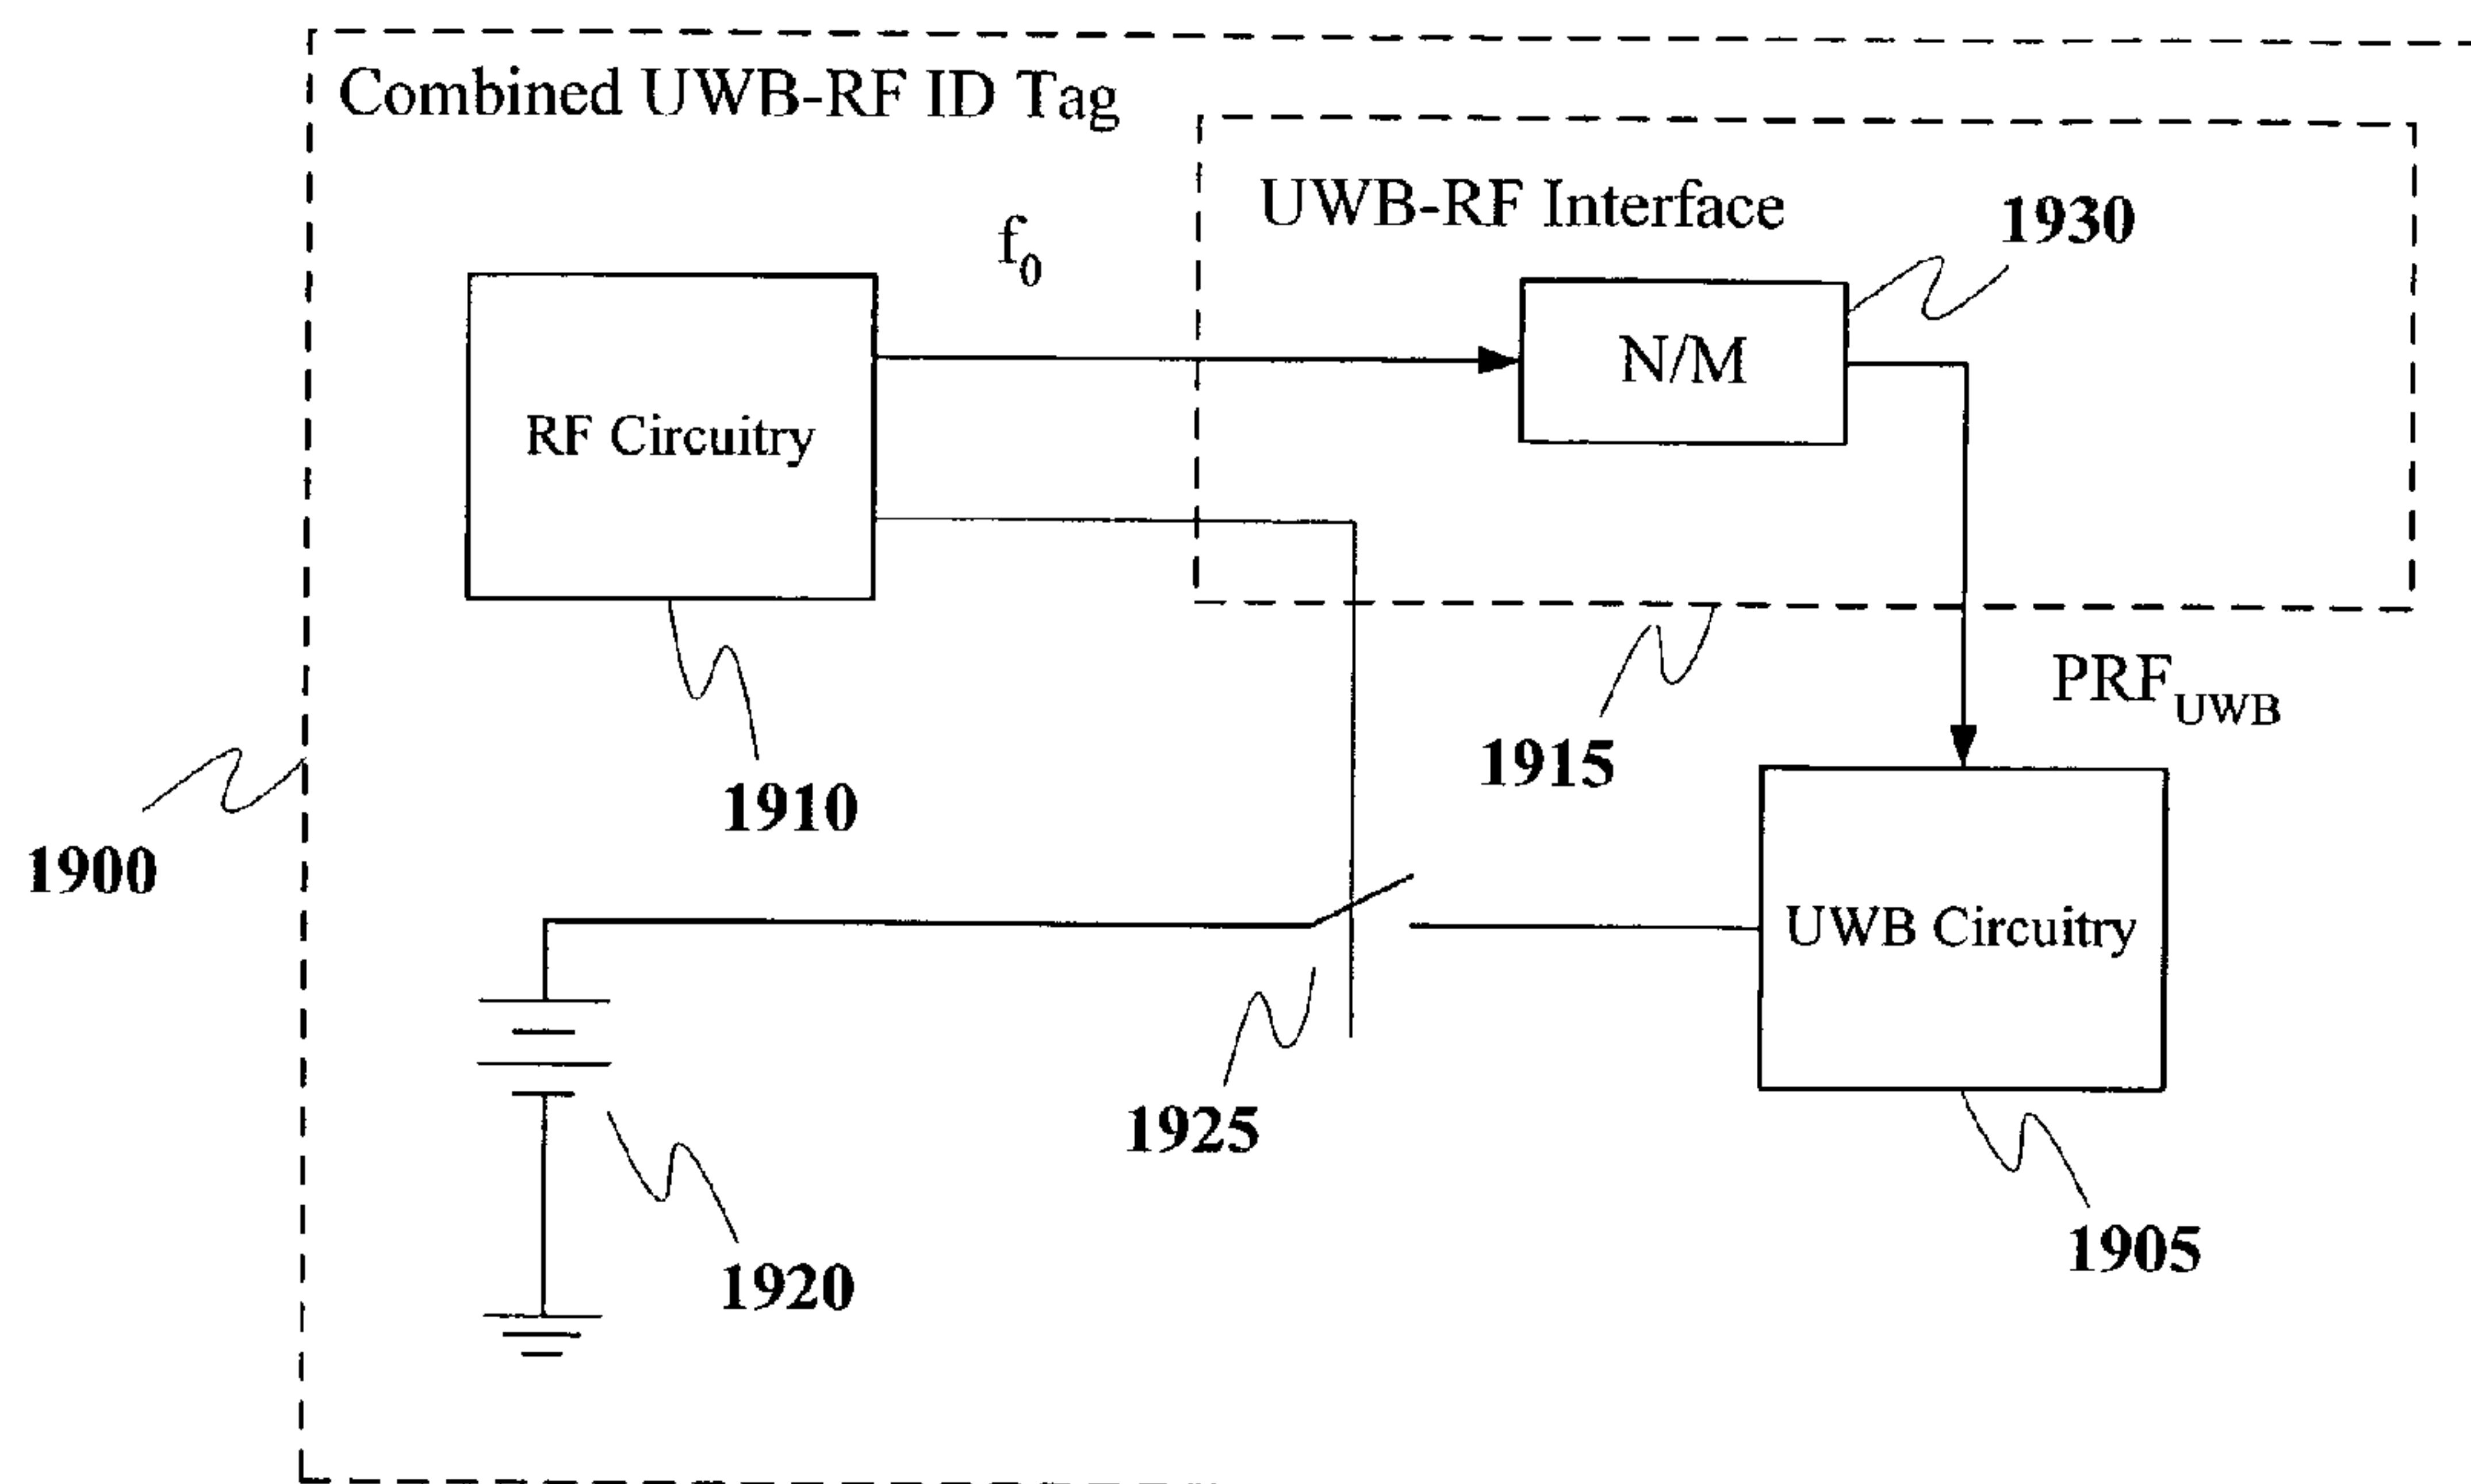 Combined UWB-RF ID Tag
UWB-RF Interface
1930
f0
N/M
RF Circuitry
PRFUWB
1915
1910
1900
UWB Circuitry
1925
1905
1920